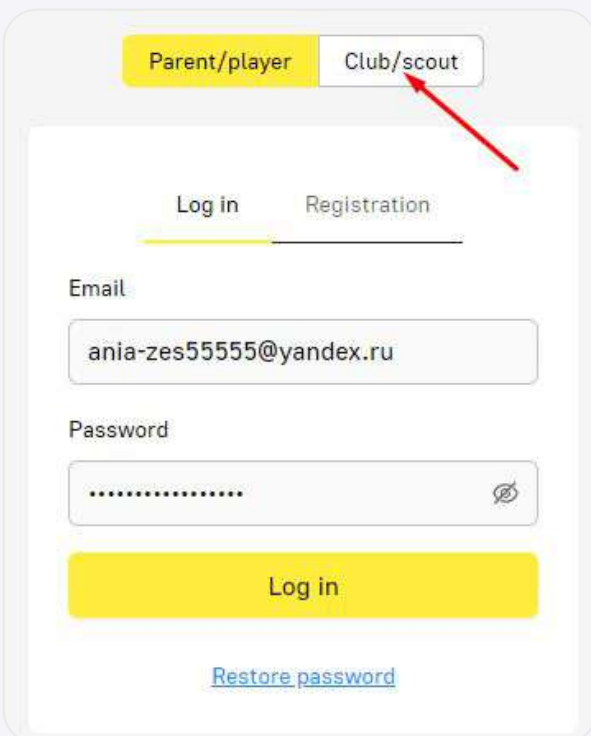 Parent/player Club/scout
Log in Registration
Email
ania-zes55555@yandex.ru
Password
•••••••••••••••••
Log in
Restore password